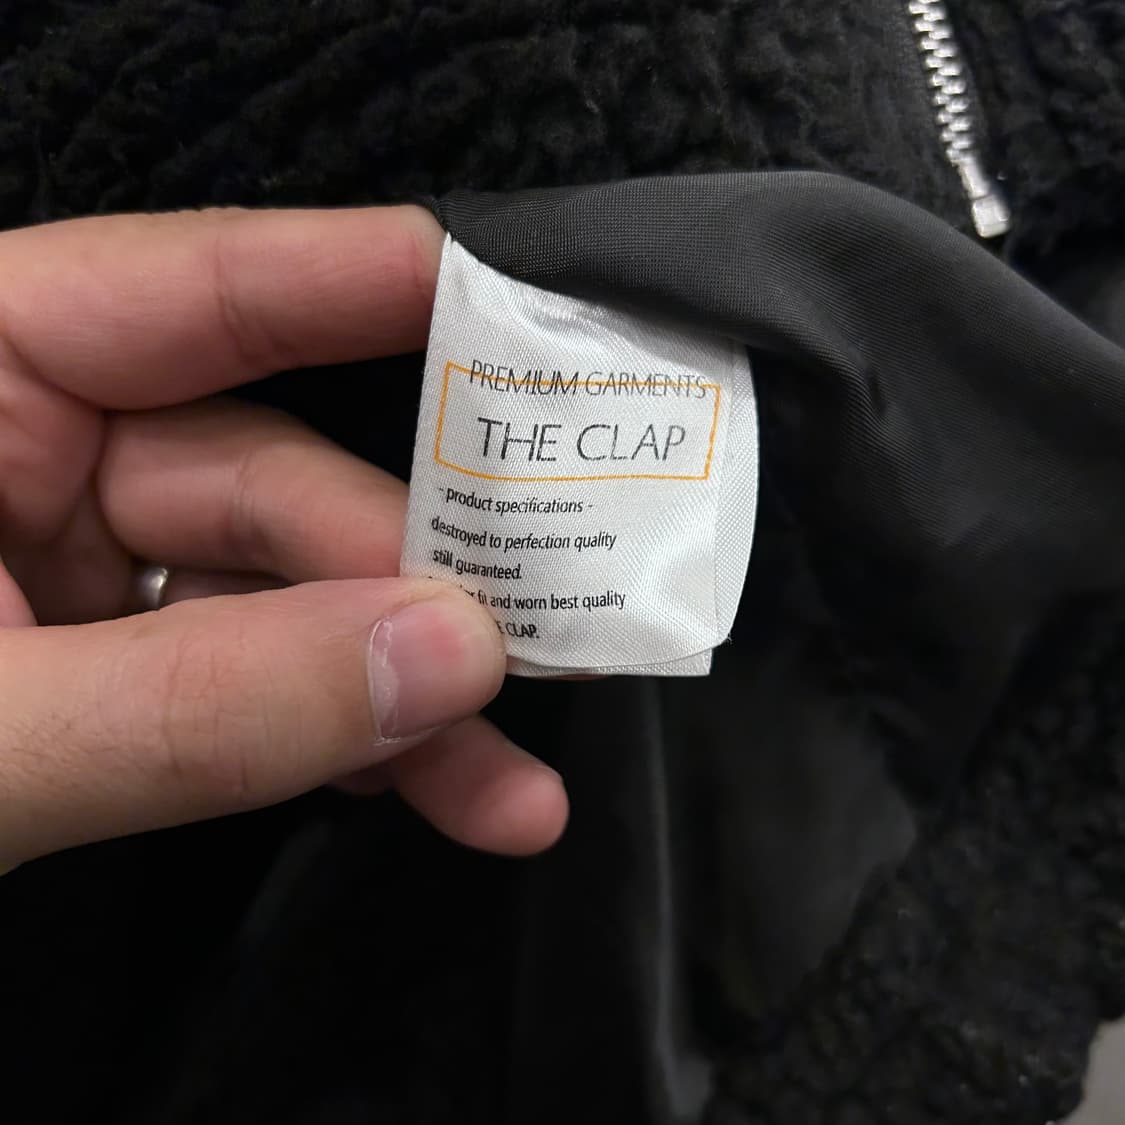 PREMIUM GARMENTS
THE CLAP
- product specifications -
destroyed to perfection quality
still guaranteed.
fit and worn best quality
CLAP.